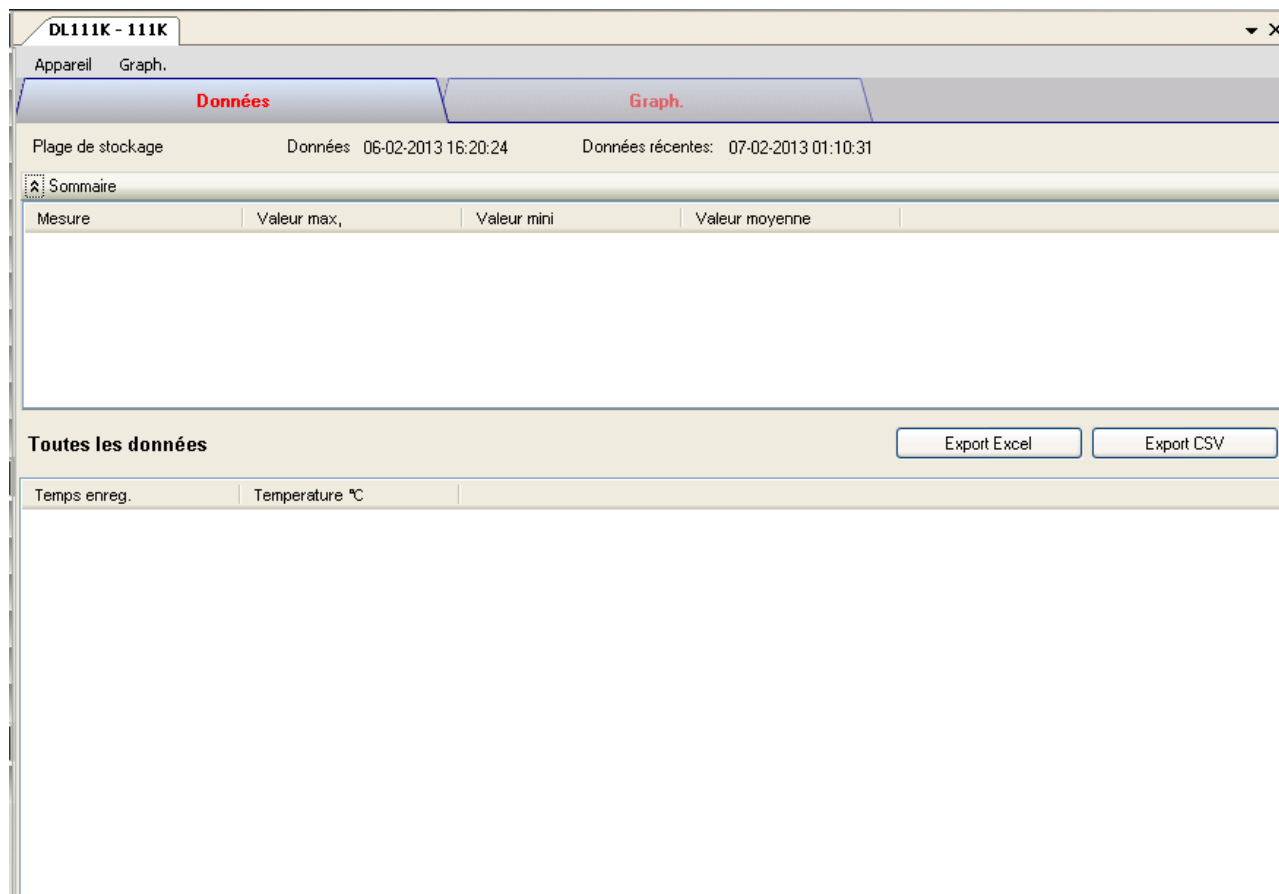 DL111K - 111K
Appareil Graph.
Données Graph.
Plage de stockage Données 06-02-2013 16:20:24 Données récentes: 07-02-2013 01:10:31
Sommaire
Mesure Valeur max, Valeur mini Valeur moyenne
Toutes les données Export Excel Export CSV
Temps enreg. Temperature ℃